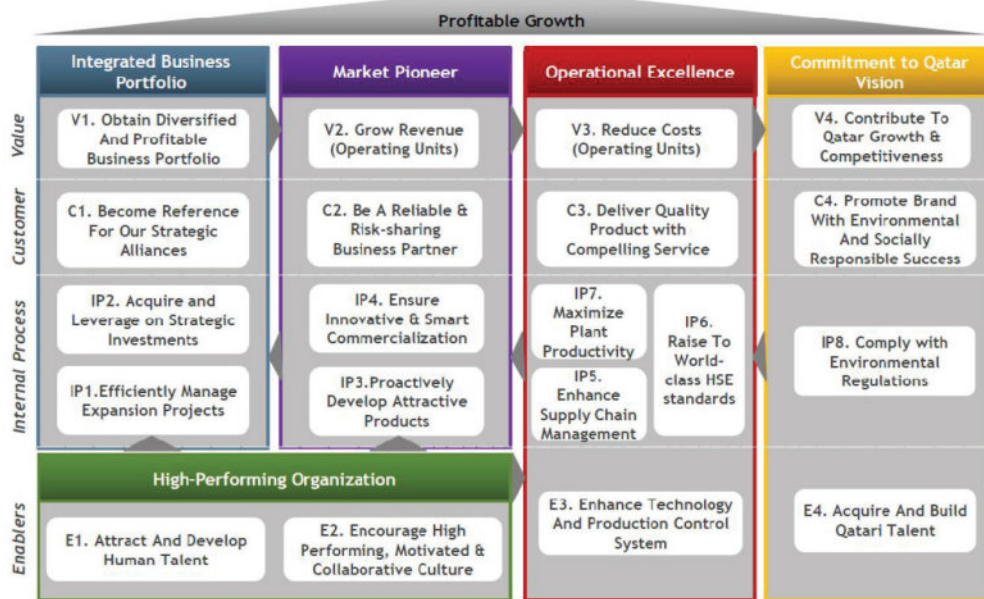 Profitable Growth
Integrated Business
Portfolio
Market Pioneer
Operational Excellence
Commitment to Qatar
Vision
Value
V1. Obtain Diversified
And Profitable
Business Portfolio
V2. Grow Revenue
(Operating Units)
V3. Reduce Costs
(Operating Units)
V4. Contribute To
Qatar Growth &
Competitiveness
Customer
C1. Become Reference
For Our Strategic
Alliances
C2. Be A Reliable &
Risk-sharing
Business Partner
C3. Deliver Quality
Product with
Compelling Service
C4. Promote Brand
With Environmental
And Socially
Responsible Success
Internal Process
IP2. Acquire and
Leverage on Strategic
Investments
IP4. Ensure
Innovative & Smart
Commercialization
IP7.
Maximize
Plant
Productivity
IP6.
Raise To
World-
class HSE
standards
IP8. Comply with
Environmental
Regulations
IP1.Efficiently Manage
Expansion Projects
IP3.Proactively
Develop Attractive
Products
IP5.
Enhance
Supply Chain
Management
High-Performing Organization
Enablers
E1. Attract And Develop
Human Talent
E2. Encourage High
Performing, Motivated &
Collaborative Culture
E3. Enhance Technology
And Production Control
System
E4. Acquire And Build
Qatari Talent